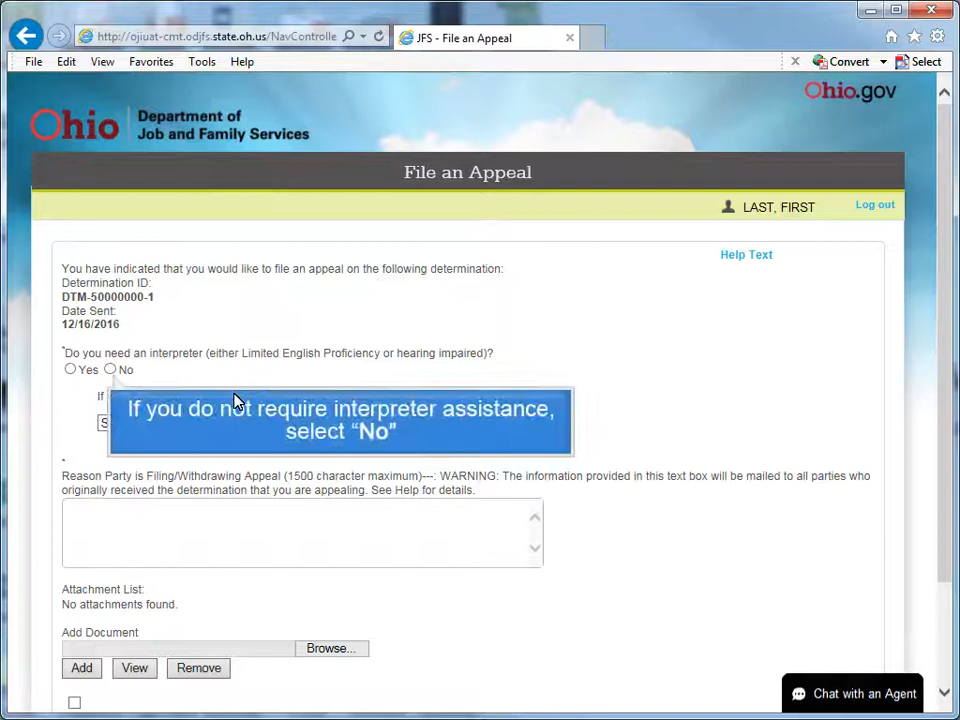 http://ojiuat-cmt.odjfs.state.oh.us/NavControlle
JFS - File an Appeal
File Edit View Favorites Tools Help
Convert Select
Ohio.gov
Ohio
Department of
Job and Family Services
File an Appeal
LAST, FIRST
Log out
Help Text
You have indicated that you would like to file an appeal on the following determination:
Determination ID:
DTM-50000000-1
Date Sent:
12/16/2016
*Do you need an interpreter (either Limited English Proficiency or hearing impaired)?
Yes No
If
S
If you do not require interpreter assistance,
select “No”
*
Reason Party is Filing/Withdrawing Appeal (1500 character maximum)---: WARNING: The information provided in this text box will be mailed to all parties who
originally received the determination that you are appealing. See Help for details.
Attachment List:
No attachments found.
Add Document
Browse...
Add View Remove
Chat with an Agent